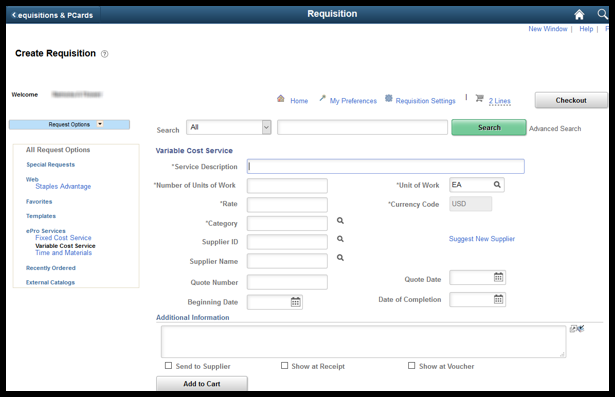 equisitions & PCards
Requisition
New Window | Help |
Create Requisition
Welcome
Home
My Preferences
Requisition Settings
2 Lines
Checkout
Request Options
Search
All
Search
Advanced Search
All Request Options
Special Requests
Web
Staples Advantage
Favorites
Templates
ePro Services
Fixed Cost Service
Variable Cost Service
Time and Materials
Recently Ordered
External Catalogs
Variable Cost Service
*Service Description
*Number of Units of Work
*Unit of Work
EA
*Rate
*Currency Code
USD
*Category
Supplier ID
Suggest New Supplier
Supplier Name
Quote Number
Quote Date
Beginning Date
Date of Completion
Additional Information
Send to Supplier
Show at Receipt
Show at Voucher
Add to Cart